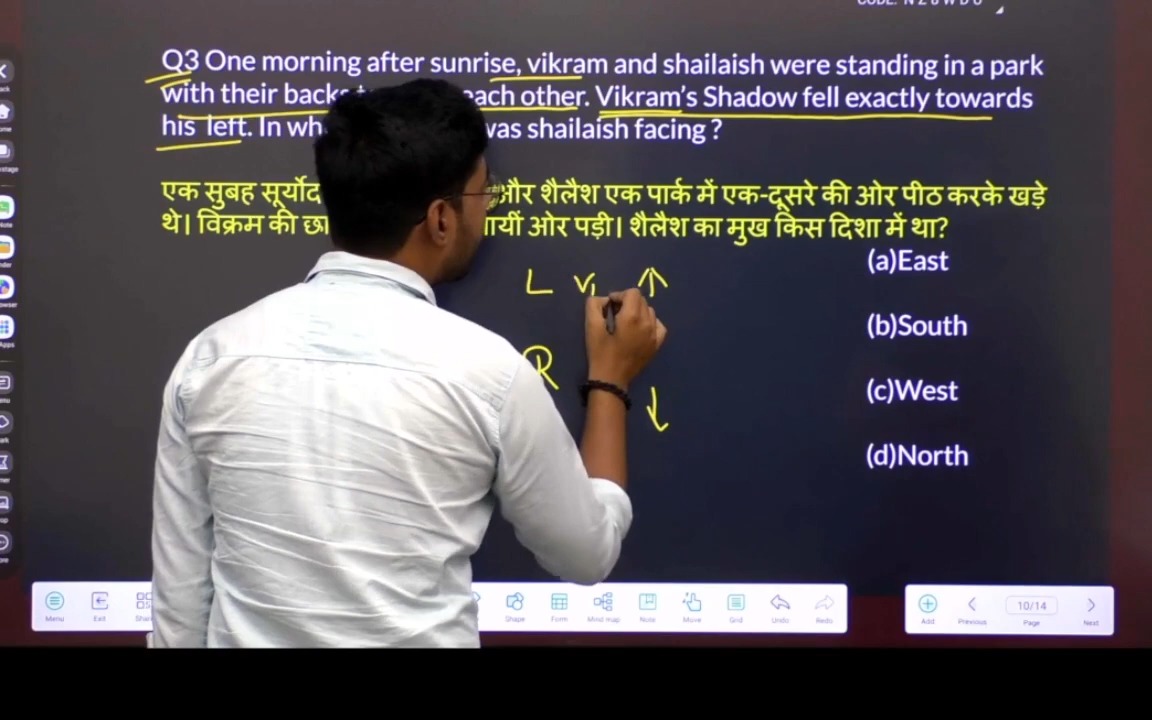 CODE: NZ8WDU
Q3 One morning after sunrise, vikram and shailaish were standing in a park
with their backs each other. Vikram's Shadow fell exactly towards
his left. In was shailaish facing ?
एक सुबह और शैलैश एक पार्क में एक-दूसरे की ओर पीठ करके खड़े
थे। विक्रम की ओर पड़ी। शैलैश का मुख किस दिशा में था?
(a)East
(b)South
(c)West
(d)North
L V
R
Menu Exit Shape Form Mind map Note Move Grid Undo Redo
Add Previous 10/14 Page Next